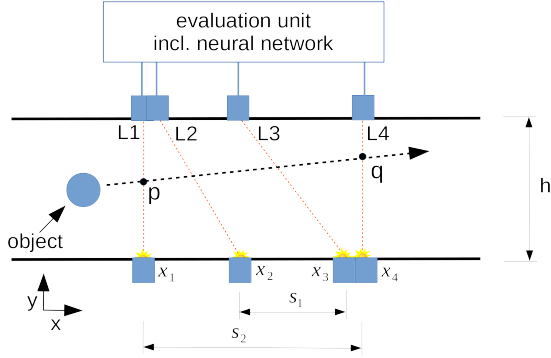 evaluation unit
incl. neural network
L1 L2 L3 L4
p q
h
object
x₁ x₂ x₃ x₄
y
x
s₁
s₂